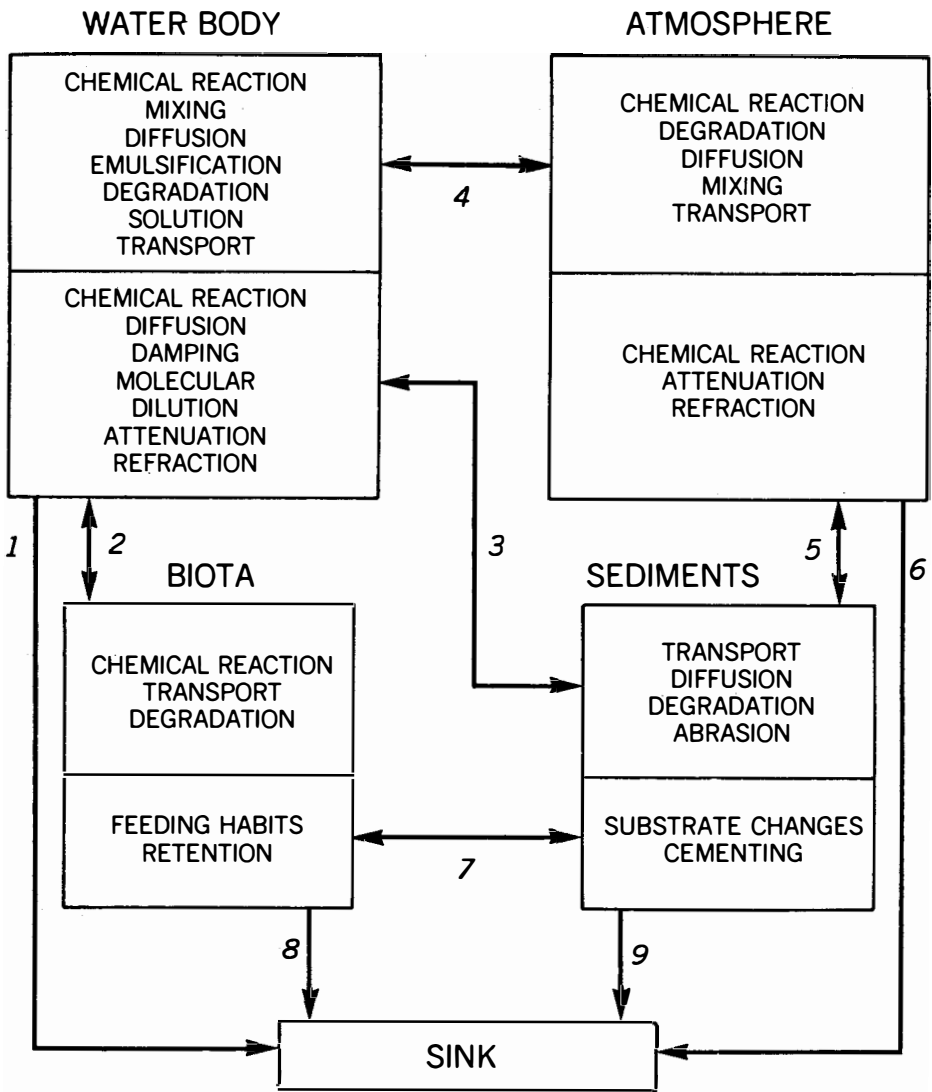 WATER BODY
CHEMICAL REACTION
MIXING
DIFFUSION
EMULSIFICATION
DEGRADATION
SOLUTION
TRANSPORT
CHEMICAL REACTION
DIFFUSION
DAMPING
MOLECULAR
DILUTION
ATTENUATION
REFRACTION
ATMOSPHERE
CHEMICAL REACTION
DEGRADATION
DIFFUSION
MIXING
TRANSPORT
CHEMICAL REACTION
ATTENUATION
REFRACTION
4
1
2
3
5
6
BIOTA
CHEMICAL REACTION
TRANSPORT
DEGRADATION
FEEDING HABITS
RETENTION
SEDIMENTS
TRANSPORT
DIFFUSION
DEGRADATION
ABRASION
SUBSTRATE CHANGES
CEMENTING
7
8
9
SINK